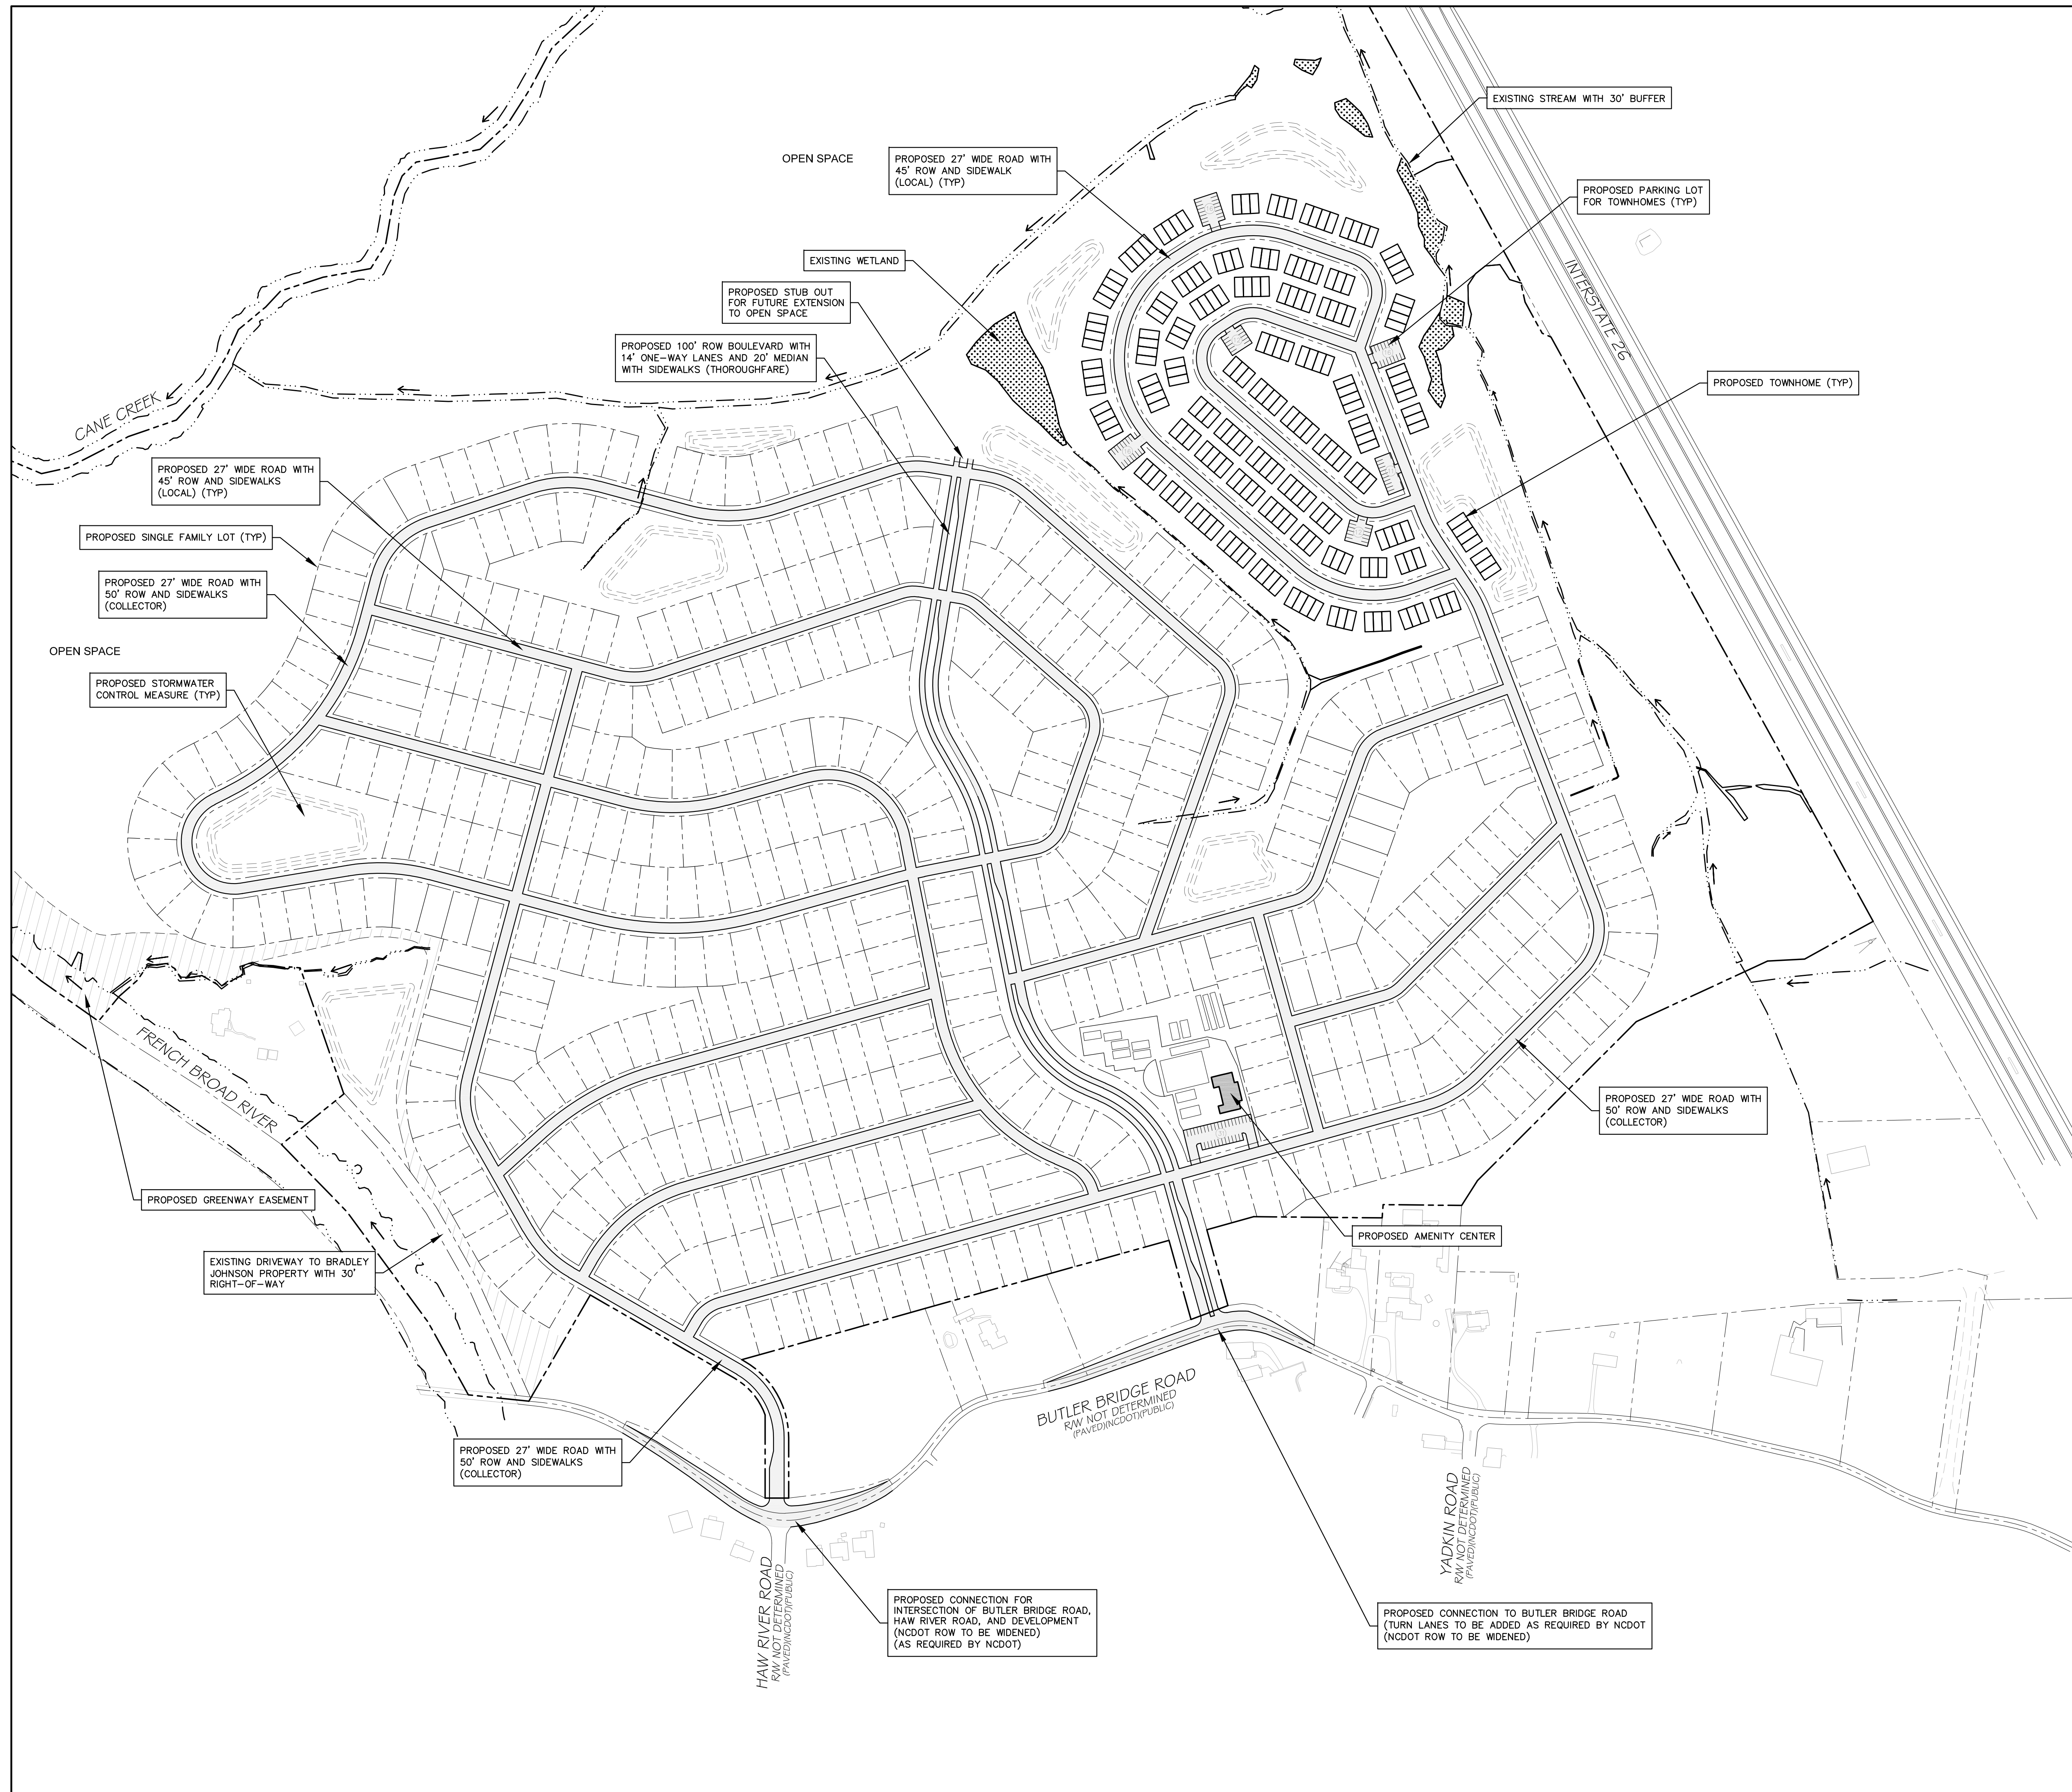 EXISTING STREAM WITH 30' BUFFER
OPEN SPACE
PROPOSED 27' WIDE ROAD WITH
45' ROW AND SIDEWALK
(LOCAL) (TYP)
PROPOSED PARKING LOT
FOR TOWNHOMES (TYP)
EXISTING WETLAND
INTERSTATE 26
PROPOSED STUB OUT
FOR FUTURE EXTENSION
TO OPEN SPACE
PROPOSED 100' ROW BOULEVARD WITH
14' ONE-WAY LANES AND 20' MEDIAN
WITH SIDEWALKS (THOROUGHFARE)
PROPOSED TOWNHOME (TYP)
CANE CREEK
PROPOSED 27' WIDE ROAD WITH
45' ROW AND SIDEWALKS
(LOCAL) (TYP)
PROPOSED SINGLE FAMILY LOT (TYP)
PROPOSED 27' WIDE ROAD WITH
50' ROW AND SIDEWALKS
(COLLECTOR)
OPEN SPACE
PROPOSED STORMWATER
CONTROL MEASURE (TYP)
FRENCH BROAD RIVER
PROPOSED 27' WIDE ROAD WITH
50' ROW AND SIDEWALKS
(COLLECTOR)
PROPOSED GREENWAY EASEMENT
PROPOSED AMENITY CENTER
EXISTING DRIVEWAY TO BRADLEY
JOHNSON PROPERTY WITH 30'
RIGHT-OF-WAY
BUTLER BRIDGE ROAD
R/W NOT DETERMINED
(PAVED)(NCDOT)(PUBLIC)
PROPOSED 27' WIDE ROAD WITH
50' ROW AND SIDEWALKS
(COLLECTOR)
YADKIN ROAD
R/W NOT DETERMINED
(PAVED)(NCDOT)(PUBLIC)
HAW RIVER ROAD
R/W NOT DETERMINED
(PAVED)(NCDOT)(PUBLIC)
PROPOSED CONNECTION FOR
INTERSECTION OF BUTLER BRIDGE ROAD,
HAW RIVER ROAD, AND DEVELOPMENT
(NCDOT ROW TO BE WIDENED)
(AS REQUIRED BY NCDOT)
PROPOSED CONNECTION TO BUTLER BRIDGE ROAD
(TURN LANES TO BE ADDED AS REQUIRED BY NCDOT
(NCDOT ROW TO BE WIDENED)